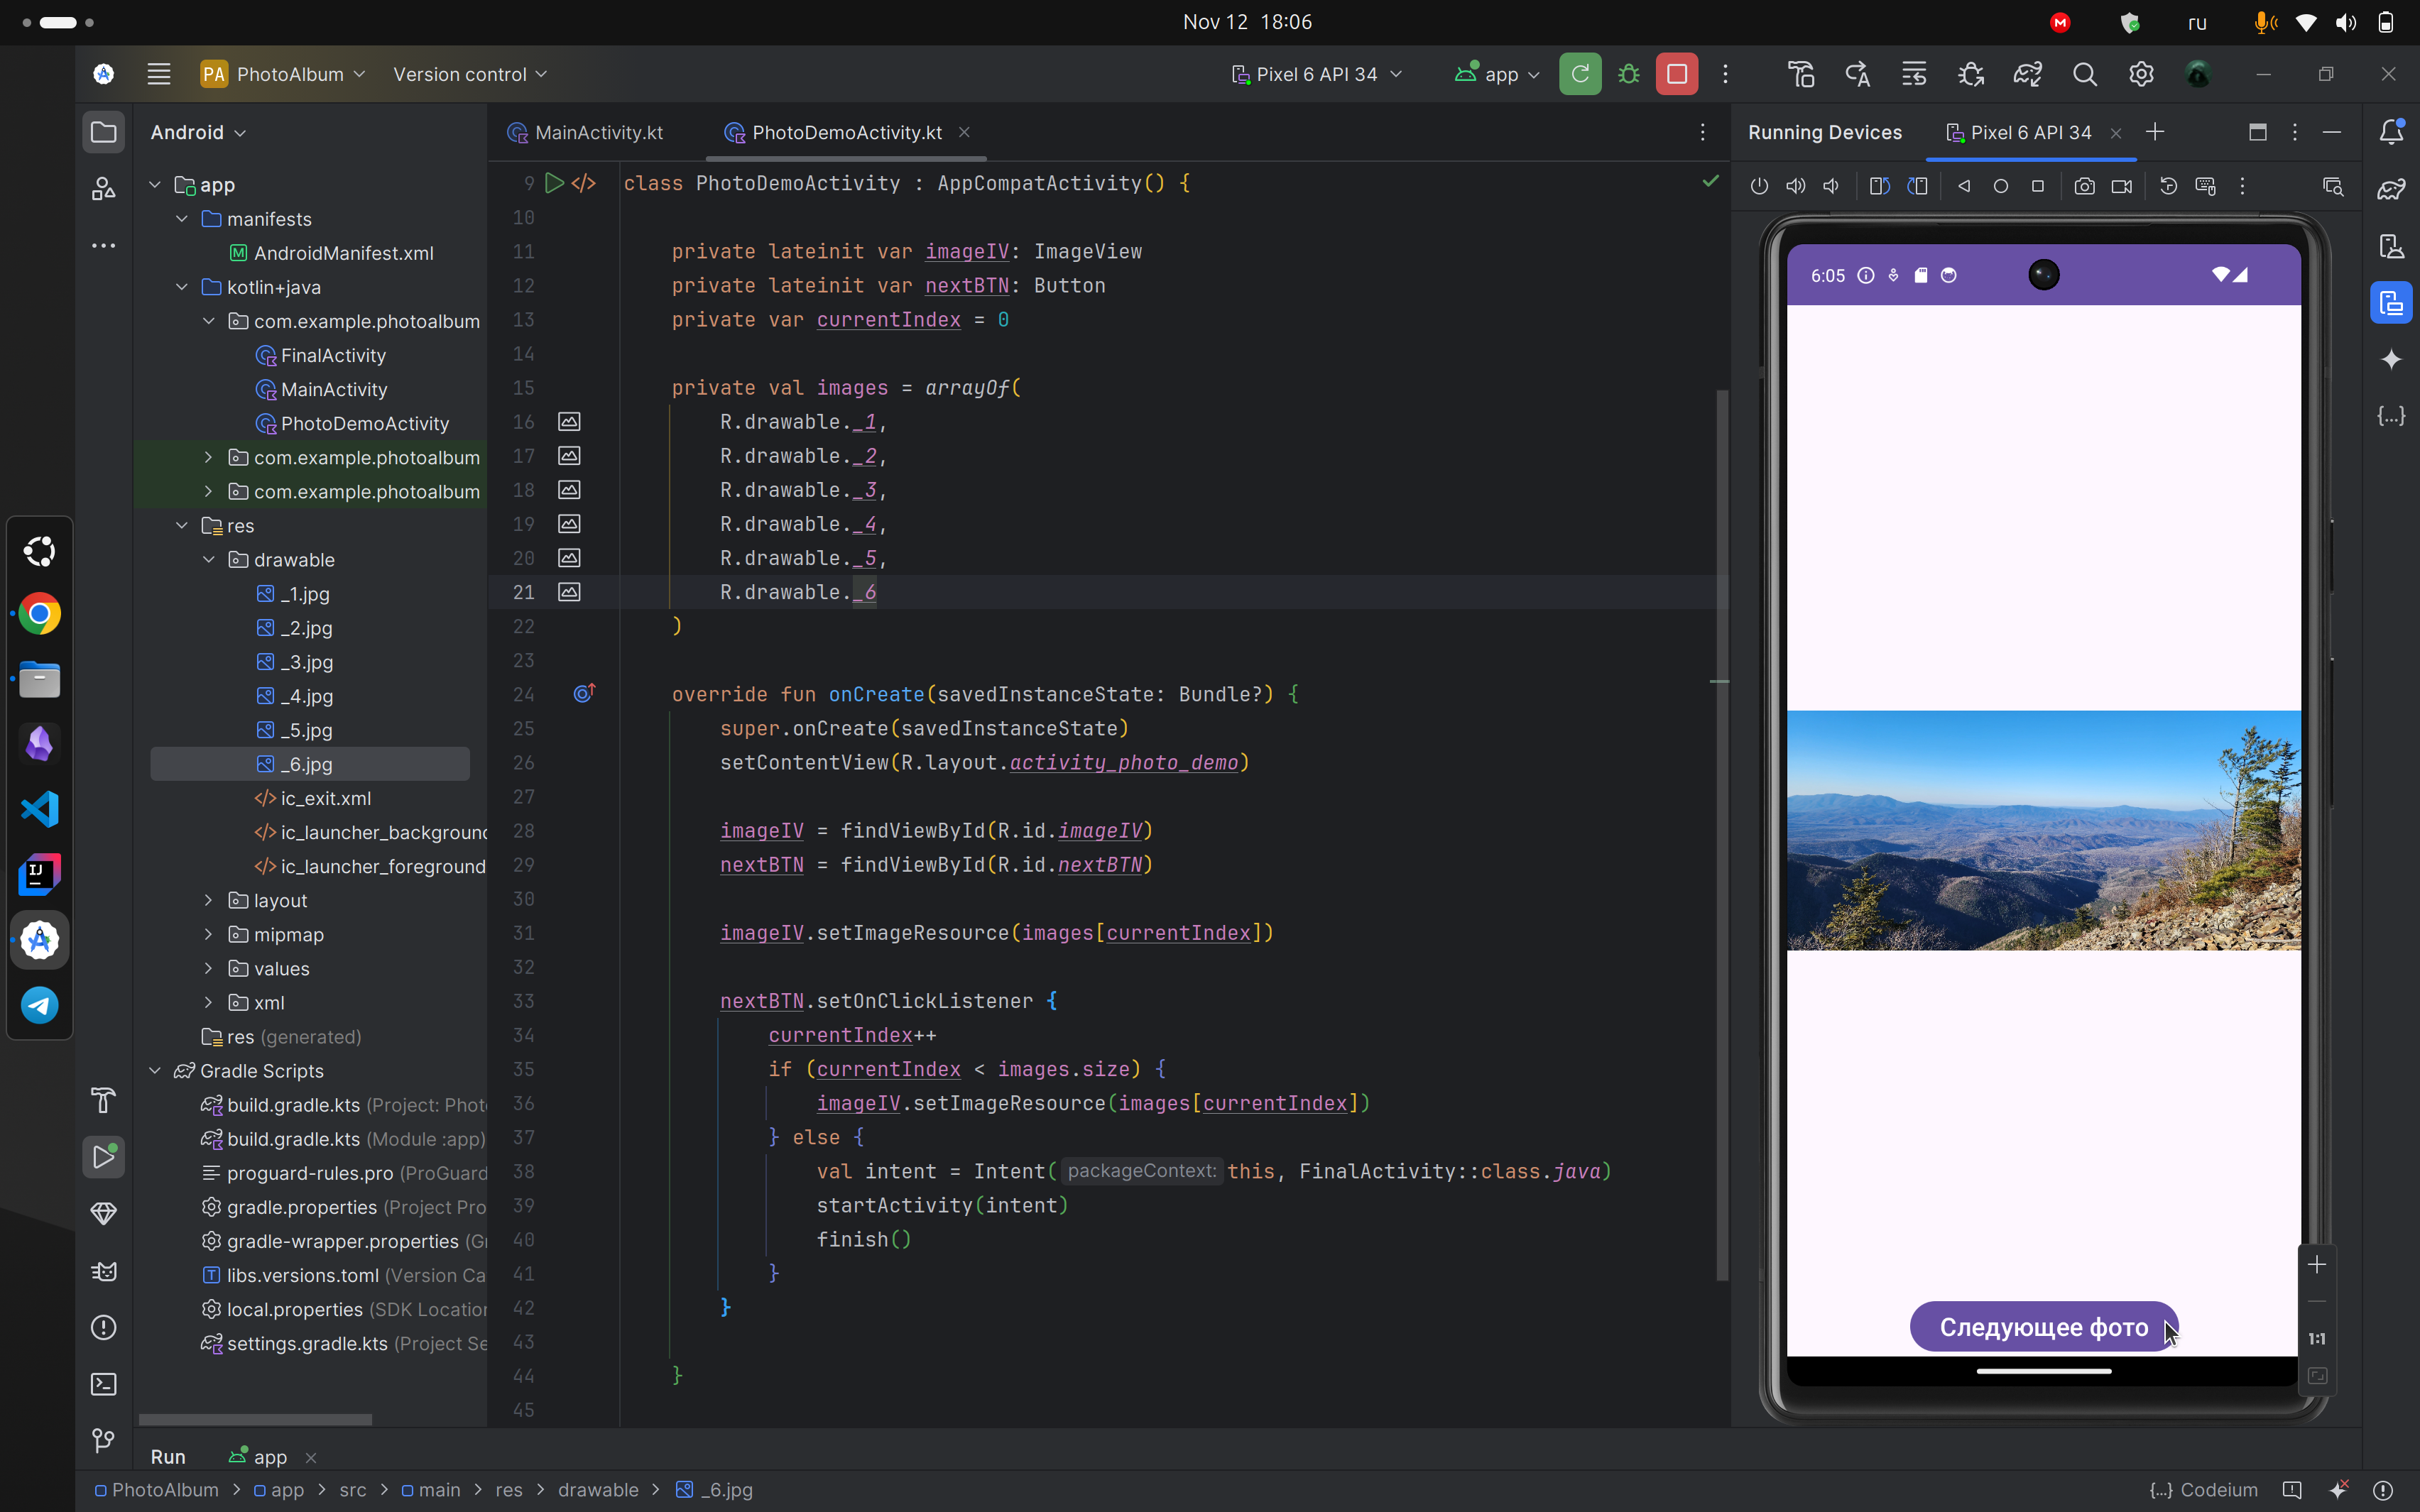 Nov 12 18:06
ru
PA PhotoAlbum
Version control
Pixel 6 API 34
app
Android
MainActivity.kt
PhotoDemoActivity.kt
Running Devices
Pixel 6 API 34
app
manifests
AndroidManifest.xml
kotlin+java
com.example.photoalbum
FinalActivity
MainActivity
PhotoDemoActivity
com.example.photoalbum
com.example.photoalbum
res
drawable
_1.jpg
_2.jpg
_3.jpg
_4.jpg
_5.jpg
_6.jpg
ic_exit.xml
ic_launcher_background
ic_launcher_foreground
layout
mipmap
values
xml
res (generated)
Gradle Scripts
build.gradle.kts (Project: Phot
build.gradle.kts (Module :app)
proguard-rules.pro (ProGuard
gradle.properties (Project Pro
gradle-wrapper.properties (Gr
libs.versions.toml (Version Ca
local.properties (SDK Location
settings.gradle.kts (Project Se
9 class PhotoDemoActivity : AppCompatActivity() {
10
11 private lateinit var imageIV: ImageView
12 private lateinit var nextBTN: Button
13 private var currentIndex = 0
14
15 private val images = arrayOf(
16 R.drawable._1,
17 R.drawable._2,
18 R.drawable._3,
19 R.drawable._4,
20 R.drawable._5,
21 R.drawable._6
22 )
23
24 override fun onCreate(savedInstanceState: Bundle?) {
25 super.onCreate(savedInstanceState)
26 setContentView(R.layout.activity_photo_demo)
27
28 imageIV = findViewById(R.id.imageIV)
29 nextBTN = findViewById(R.id.nextBTN)
30
31 imageIV.setImageResource(images[currentIndex])
32
33 nextBTN.setOnClickListener {
34 currentIndex++
35 if (currentIndex < images.size) {
36 imageIV.setImageResource(images[currentIndex])
37 } else {
38 val intent = Intent( packageContext: this, FinalActivity::class.java)
39 startActivity(intent)
40 finish()
41 }
42 }
43
44 }
45
6:05
Следующее фото
1:1
Run
app
PhotoAlbum > app > src > main > res > drawable > _6.jpg
{...} Codeium